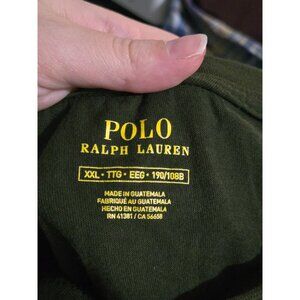 POLO
RALPH LAUREN
XXL • TTG • EEG • 190/108B
MADE IN GUATEMALA
FABRIQUÉ AU GUATEMALA
HECHO EN GUATEMALA
RN 41381 / CA 56658